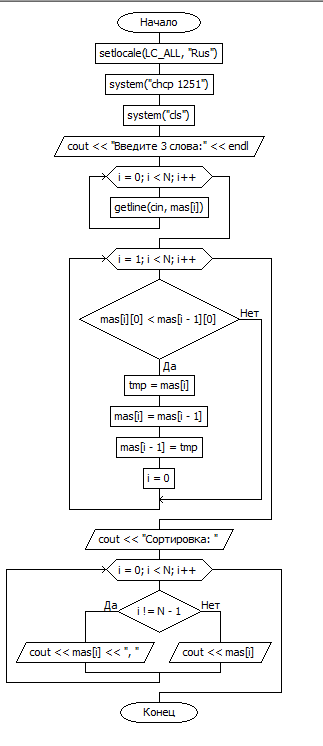 Начало
setlocale(LC_ALL, "Rus")
system("chcp 1251")
system("cls")
cout << "Введите 3 слова:" << endl
i = 0; i < N; i++
getline(cin, mas[i])
i = 1; i < N; i++
mas[i][0] < mas[i - 1][0]
Нет
Да
tmp = mas[i]
mas[i] = mas[i - 1]
mas[i - 1] = tmp
i = 0
cout << "Сортировка: "
i = 0; i < N; i++
Да
i != N - 1
Нет
cout << mas[i] << ", "
cout << mas[i]
Конец